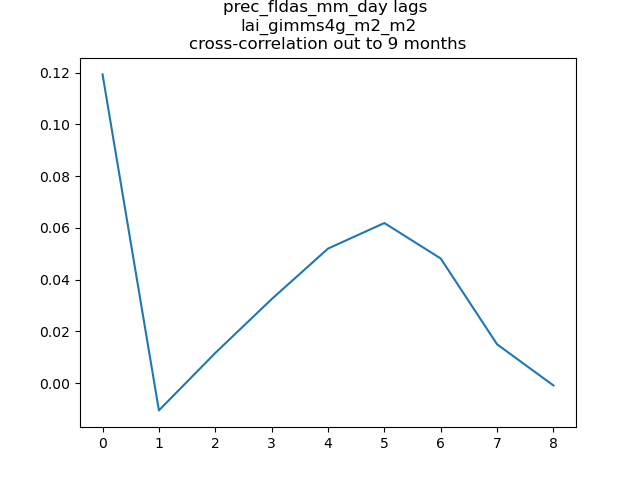 prec_fldas_mm_day lags
lai_gimms4g_m2_m2
cross-correlation out to 9 months
0.12
0.10
0.08
0.06
0.04
0.02
0.00
0 1 2 3 4 5 6 7 8